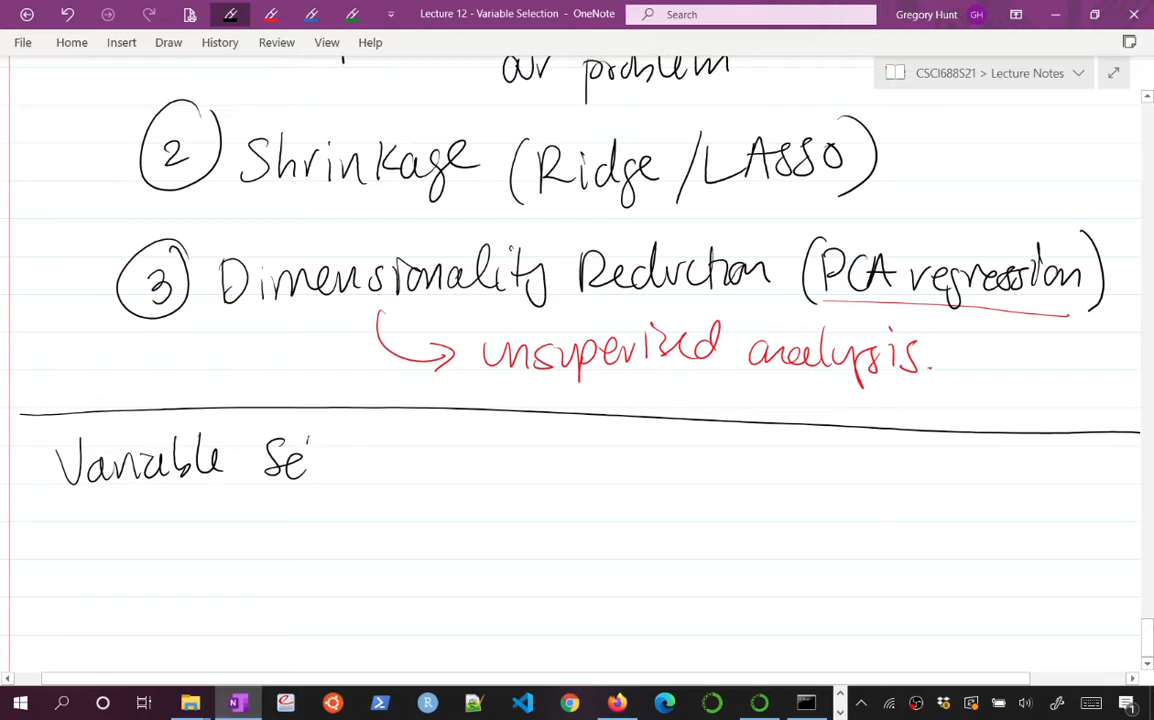 Lecture 12 - Variable Selection - OneNote
Search
Gregory Hunt
GH
File Home Insert Draw History Review View Help
our problem
CSCI688S21 > Lecture Notes
2 Shrinkage (Ridge/LASSO)
3 Dimensionality Reduction (PCA regression)
unsupervised analysis.
Variable Se